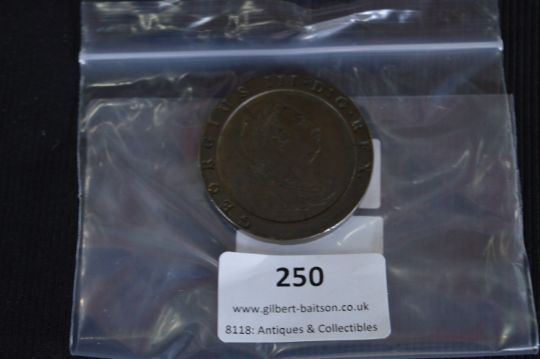 GEORGIUS III·D·G·REX
250
www.gilbert-baitson.co.uk
8118: Antiques & Collectibles